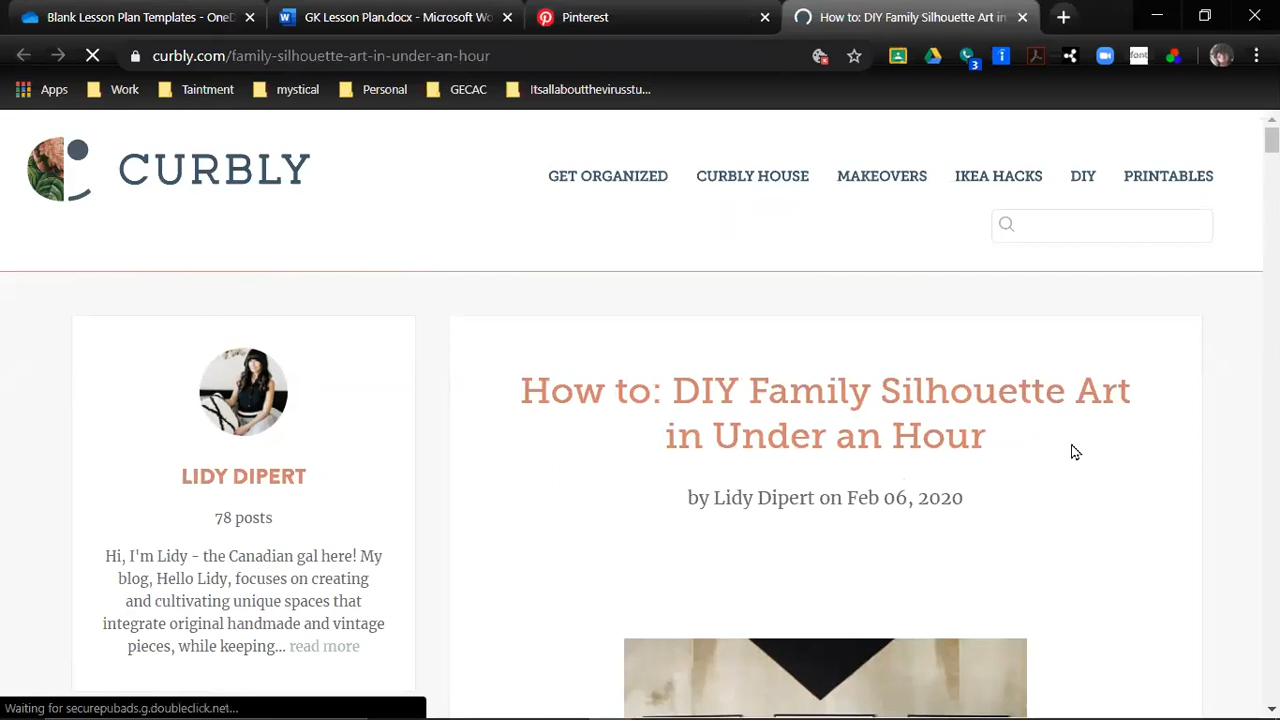 Blank Lesson Plan Templates - OneD
GK Lesson Plan.docx - Microsoft Wo
Pinterest
How to: DIY Family Silhouette Art in
curbly.com/family-silhouette-art-in-under-an-hour
3
font
Apps
Work
Taintment
mystical
Personal
GECAC
Itsallaboutthevirusstu...
CURBLY
GET ORGANIZED
CURBLY HOUSE
MAKEOVERS
IKEA HACKS
DIY
PRINTABLES
LIDY DIPERT
78 posts
Hi, I'm Lidy - the Canadian gal here! My
blog, Hello Lidy, focuses on creating
and cultivating unique spaces that
integrate original handmade and vintage
pieces, while keeping... read more
How to: DIY Family Silhouette Art
in Under an Hour
by Lidy Dipert on Feb 06, 2020
Waiting for securepubads.g.doubleclick.net...